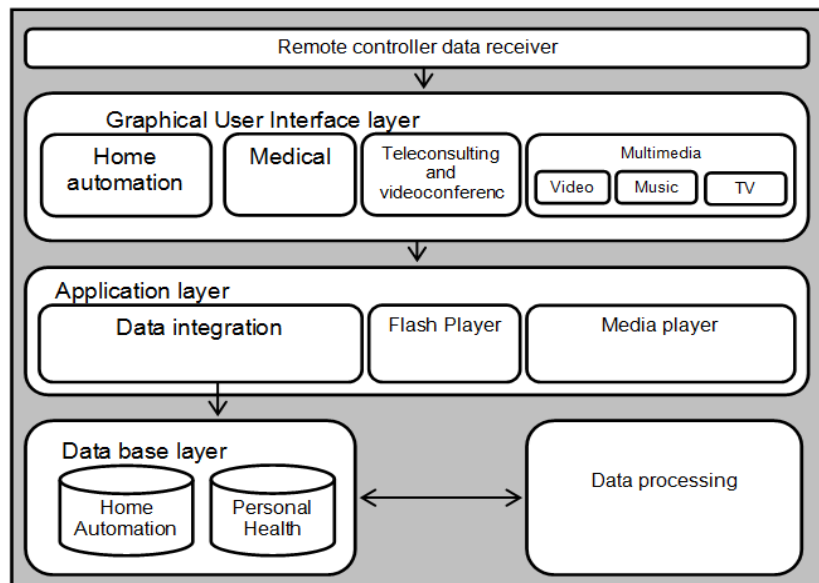 Remote controller data receiver
Graphical User Interface layer
Home
automation
Medical
Teleconsulting
and
videoconferenc
Multimedia
Video
Music
TV
Application layer
Data integration
Flash Player
Media player
Data base layer
Home
Automation
Personal
Health
Data processing